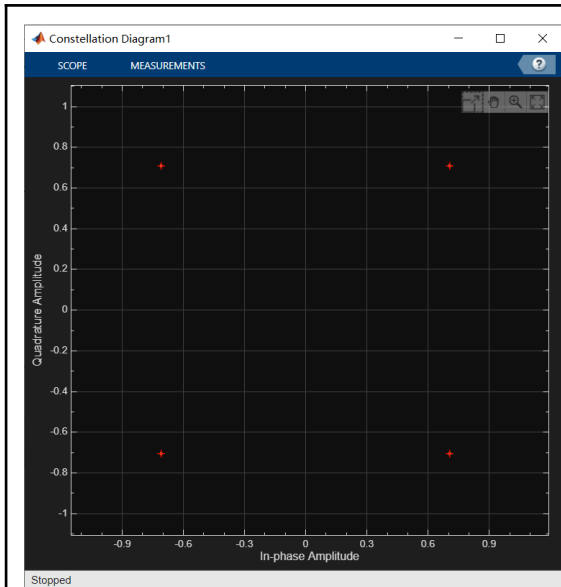 Constellation Diagram1
SCOPE MEASUREMENTS ?
1
0.8
0.6
0.4
0.2
0
-0.2
-0.4
-0.6
-0.8
-1
Quadrature Amplitude
-0.9 -0.6 -0.3 0 0.3 0.6 0.9
In-phase Amplitude
Stopped